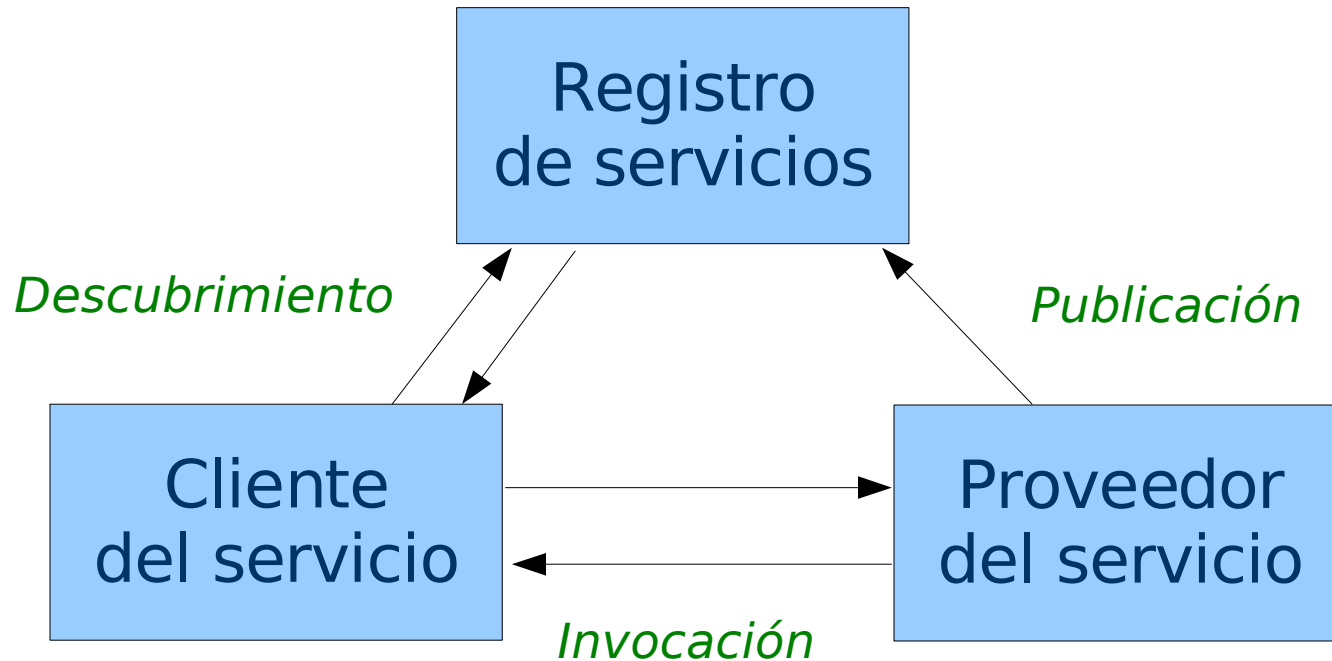 Registro
de servicios
Descubrimiento
Publicación
Cliente
del servicio
Proveedor
del servicio
Invocación